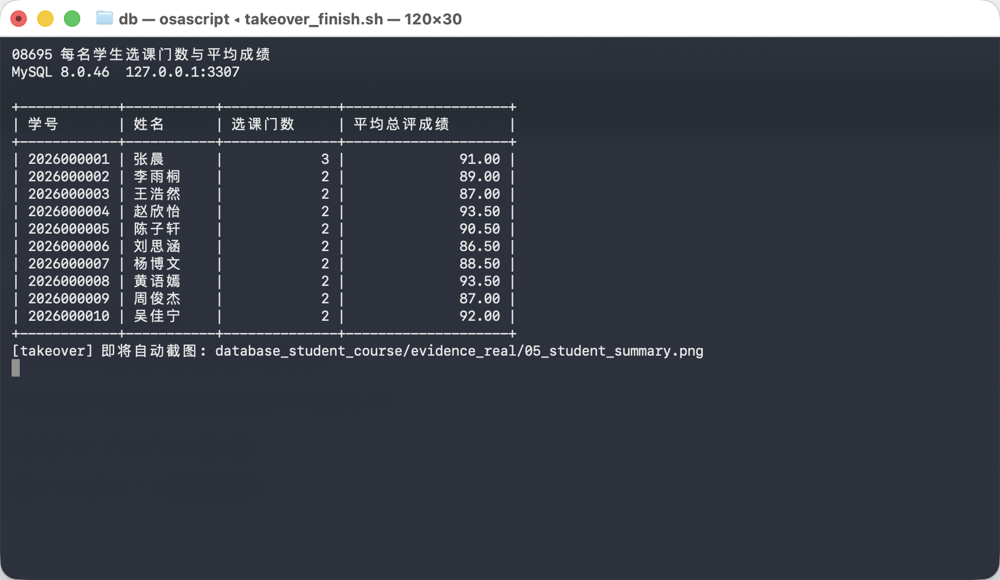 db — osascript ◂ takeover_finish.sh — 120×30
08695 每名学生选课门数与平均成绩
MySQL 8.0.46  127.0.0.1:3307
+------------+-----------+--------------+--------------------+
| 学号       | 姓名      | 选课门数     | 平均总评成绩       |
+------------+-----------+--------------+--------------------+
| 2026000001 | 张晨      |            3 |              91.00 |
| 2026000002 | 李雨桐    |            2 |              89.00 |
| 2026000003 | 王浩然    |            2 |              87.00 |
| 2026000004 | 赵欣怡    |            2 |              93.50 |
| 2026000005 | 陈子轩    |            2 |              90.50 |
| 2026000006 | 刘思涵    |            2 |              86.50 |
| 2026000007 | 杨博文    |            2 |              88.50 |
| 2026000008 | 黄语嫣    |            2 |              93.50 |
| 2026000009 | 周俊杰    |            2 |              87.00 |
| 2026000010 | 吴佳宁    |            2 |              92.00 |
+------------+-----------+--------------+--------------------+
[takeover] 即将自动截图: database_student_course/evidence_real/05_student_summary.png